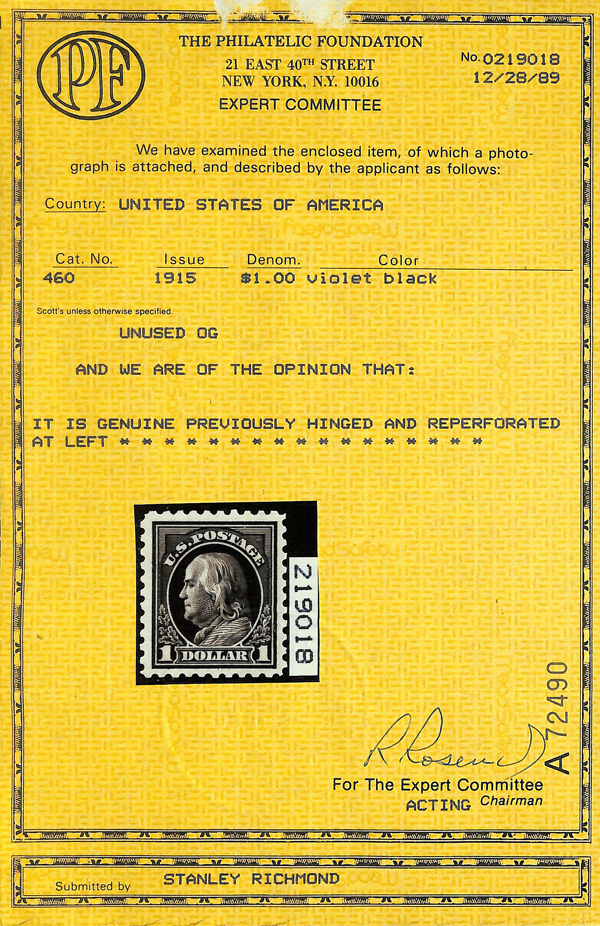 PF
THE PHILATELIC FOUNDATION
21 EAST 40TH STREET
NEW YORK, N.Y. 10016
EXPERT COMMITTEE
No. 0219018
12/28/89
We have examined the enclosed item, of which a photo-
graph is attached, and described by the applicant as follows:
Country: UNITED STATES OF AMERICA
Cat. No. Issue Denom. Color
460 1915 $1.00 violet black
Scott's unless otherwise specified.
UNUSED OG
AND WE ARE OF THE OPINION THAT:
IT IS GENUINE PREVIOUSLY HINGED AND REPERFORATED
AT LEFT * * * * * * * * * * * * * * * * *
U.S. POSTAGE
1 DOLLAR 1
219018
A 72490
For The Expert Committee
ACTING Chairman
Submitted by STANLEY RICHMOND